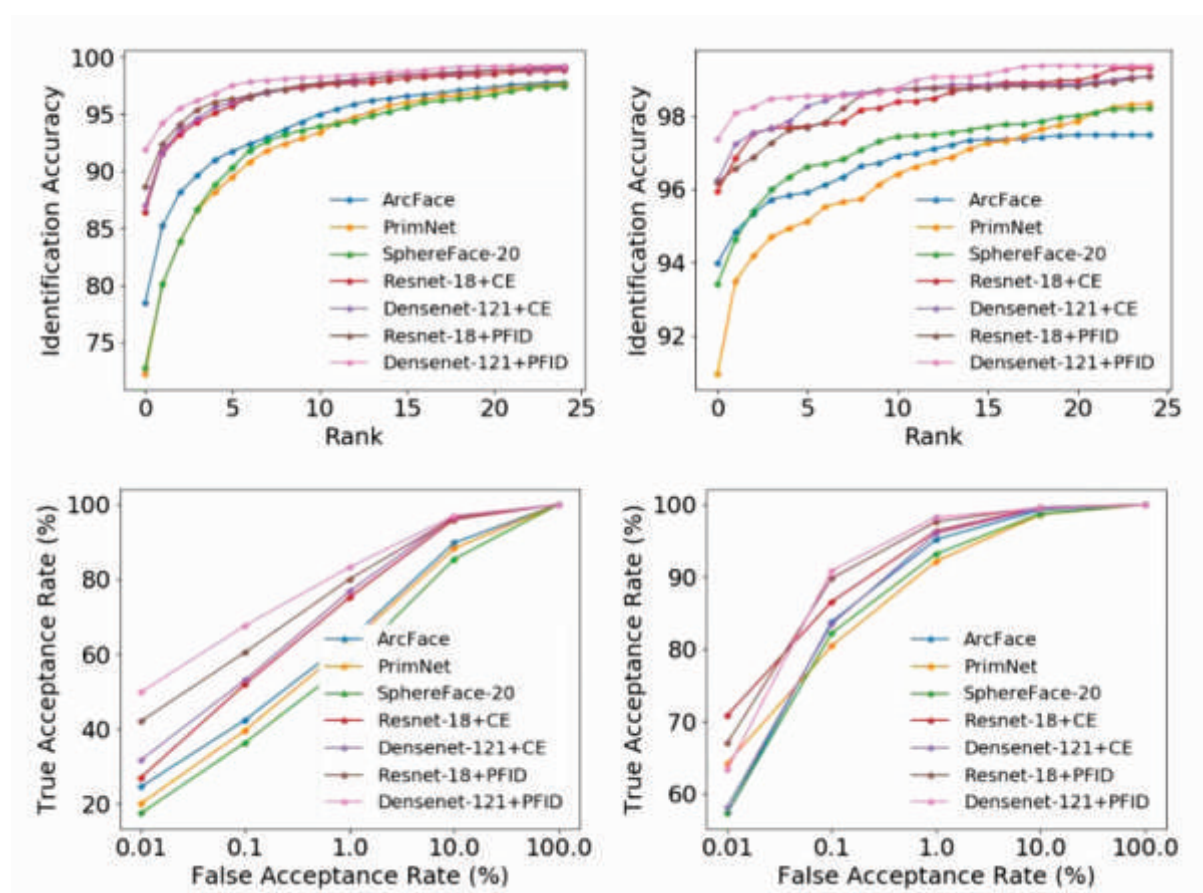 Identification Accuracy
100
95
90
85
80
75
ArcFace
PrimNet
SphereFace-20
Resnet-18+CE
Densenet-121+CE
Resnet-18+PFID
Densenet-121+PFID
0 5 10 15 20 25
Rank
Identification Accuracy
98
96
94
92
ArcFace
PrimNet
SphereFace-20
Resnet-18+CE
Densenet-121+CE
Resnet-18+PFID
Densenet-121+PFID
0 5 10 15 20 25
Rank
True Acceptance Rate (%)
100
80
60
40
20
ArcFace
PrimNet
SphereFace-20
Resnet-18+CE
Densenet-121+CE
Resnet-18+PFID
Densenet-121+PFID
0.01 0.1 1.0 10.0 100.0
False Acceptance Rate (%)
True Acceptance Rate (%)
100
90
80
70
60
ArcFace
PrimNet
SphereFace-20
Resnet-18+CE
Densenet-121+CE
Resnet-18+PFID
Densenet-121+PFID
0.01 0.1 1.0 10.0 100.0
False Acceptance Rate (%)